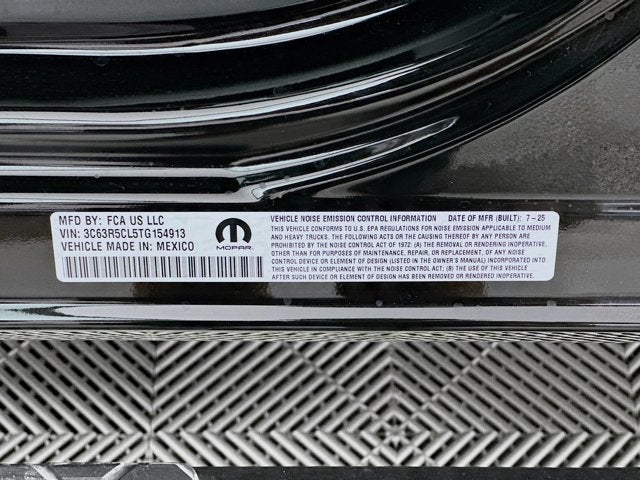 MFD BY: FCA US LLC
VIN: 3C63R5CL5TG154913
VEHICLE MADE IN: MEXICO
MOPAR
VEHICLE NOISE EMISSION CONTROL INFORMATION DATE OF MFR (BUILT): 7-25
THIS VEHICLE CONFORMS TO U.S. EPA REGULATIONS FOR NOISE EMISSION APPLICABLE TO MEDIUM
AND HEAVY TRUCKS. THE FOLLOWING ACTS OR THE CAUSING THEREOF BY ANY PERSON ARE
PROHIBITED BY THE NOISE CONTROL ACT OF 1972: (A) THE REMOVAL OR RENDERING INOPERATIVE,
OTHER THAN FOR PURPOSES OF MAINTENANCE, REPAIR, OR REPLACEMENT, OF ANY NOISE CONTROL
DEVICE OR ELEMENT OF DESIGN (LISTED IN THE OWNER'S MANUAL) INCORPORATED INTO
THIS VEHICLE IN COMPLIANCE WITH THE NOISE CONTROL ACT; (B) THE USE OF THIS VEHICLE
AFTER SUCH DEVICE OR ELEMENT OF DESIGN HAS BEEN REMOVED OR RENDERED INOPERATIVE.